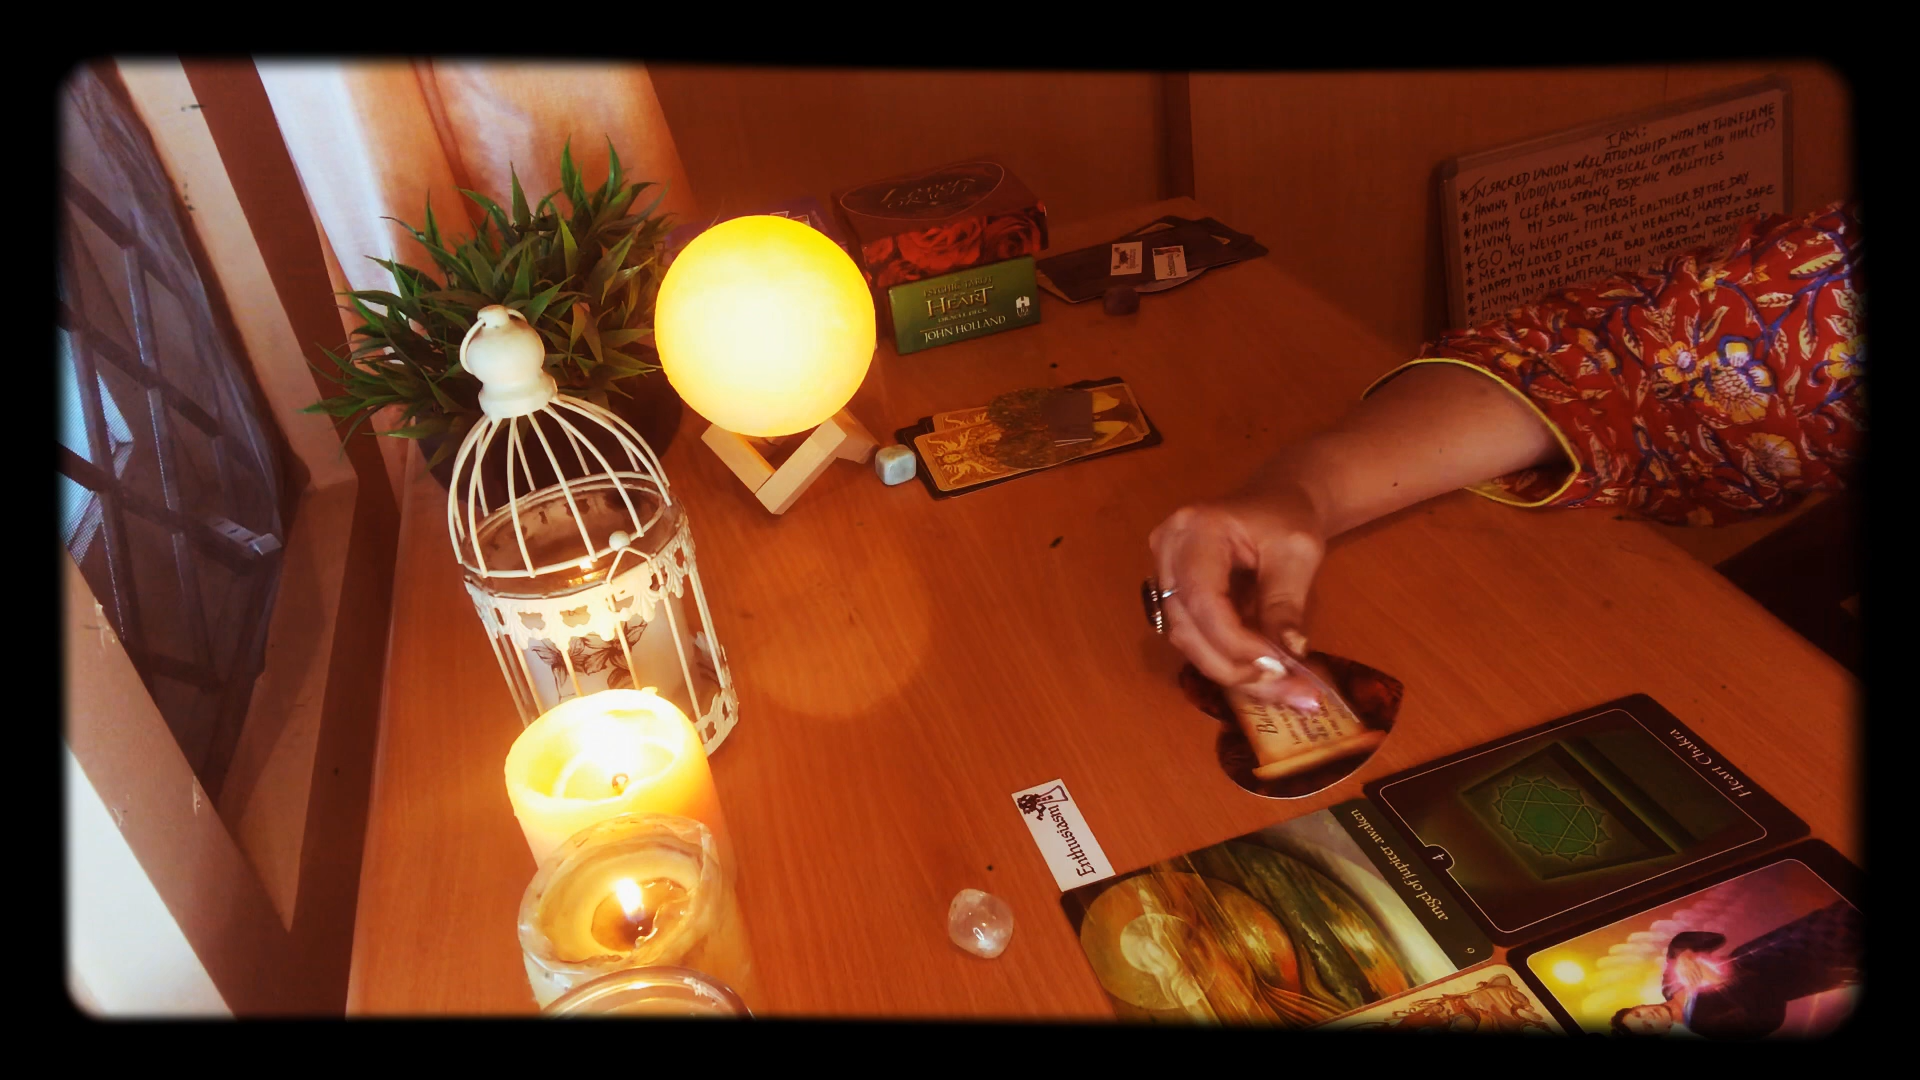 I AM:
* IN SACRED UNION & RELATIONSHIP WITH MY TWINFLAME
* HAVING AUDIO/VISUAL/PHYSICAL CONTACT WITH HIM (TF)
* HAVING CLEAR & STRONG PSYCHIC ABILITIES
* LIVING MY SOUL PURPOSE
* 60 KG WEIGHT & FITTER & HEALTHIER BY THE DAY
* ME & MY LOVED ONES ARE V HEALTHY, HAPPY & SAFE
* HAPPY TO HAVE LEFT ALL BAD HABITS & EXCESSES
* LIVING IN A BEAUTIFUL HIGH VIBRATION
PSYCHIC TAROT
HEART
ORACLE DECK
JOHN HOLLAND
Enthusiasm
angel of jupiter awaken
6
Heart Chakra
4